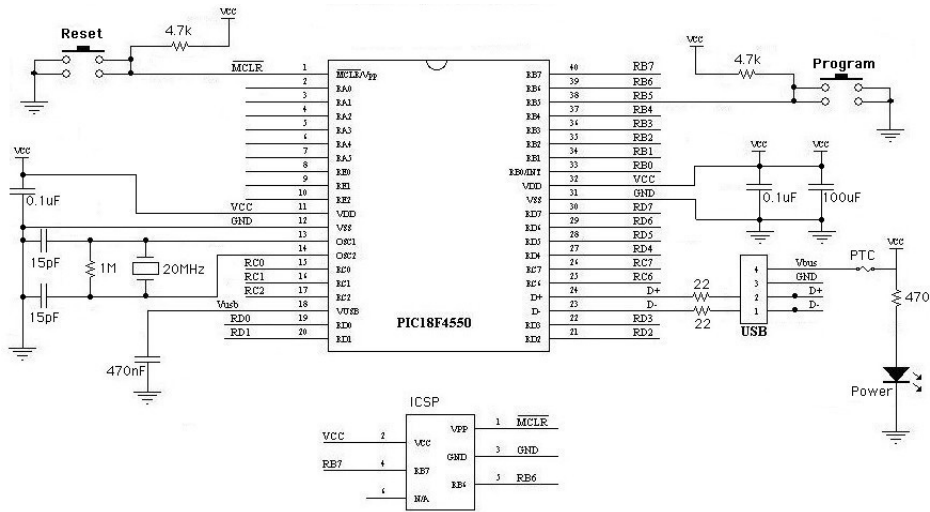 Vcc
4.7k
Reset
MCLR
1
MCLR/VPP
2
RA0
3
RA1
4
RA2
5
RA3
6
RA4
7
RA5
8
RE0
9
RE1
10
RE2
VCC
11
VDD
GND
12
VSS
13
OSC1
14
OSC2
RC0
15
RC0
RC1
16
RC1
RC2
17
RC2
Vusb
18
VUSB
RD0
19
RD0
RD1
20
RD1
PIC18F4550
RB7
40
RB7
RB6
39
RB6
RB5
38
RB5
RB4
37
RB4
RB3
36
RB3
RB2
35
RB2
RB1
34
RB1
RB0/INT
33
RB0
VDD
32
VCC
VSS
31
GND
RD7
30
RD7
RD6
29
RD6
RD5
28
RD5
RD4
27
RD4
RC7
26
RC7
RC6
25
RC6
D+
24
D+
D-
23
D-
RD3
22
RD3
RD2
21
RD2
Vcc
0.1uF
15pF
1M
20MHz
15pF
470nF
Vcc
4.7k
Program
Vcc
Vcc
0.1uF
100uF
22
22
4
Vbus
3
GND
2
D+
1
D-
USB
PTC
Vcc
470
Power
ICSP
VCC
2
VCC
RB7
4
RB7
6
N/A
VPP
1
MCLR
GND
3
GND
RB6
5
RB6